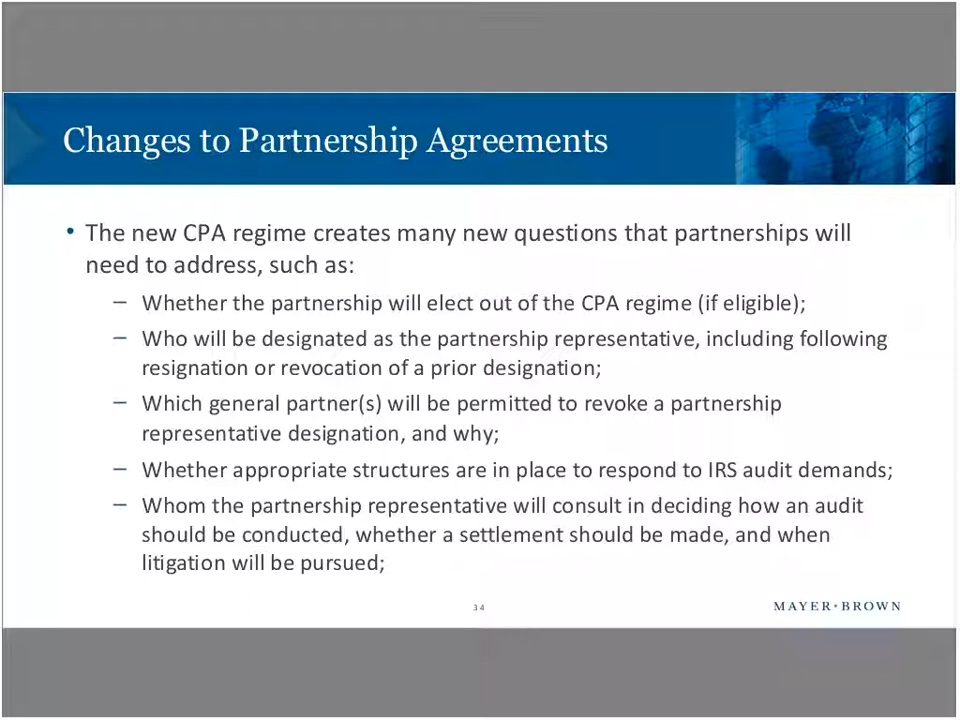 Changes to Partnership Agreements
• The new CPA regime creates many new questions that partnerships will
need to address, such as:
– Whether the partnership will elect out of the CPA regime (if eligible);
– Who will be designated as the partnership representative, including following
resignation or revocation of a prior designation;
– Which general partner(s) will be permitted to revoke a partnership
representative designation, and why;
– Whether appropriate structures are in place to respond to IRS audit demands;
– Whom the partnership representative will consult in deciding how an audit
should be conducted, whether a settlement should be made, and when
litigation will be pursued;
34
MAYER•BROWN